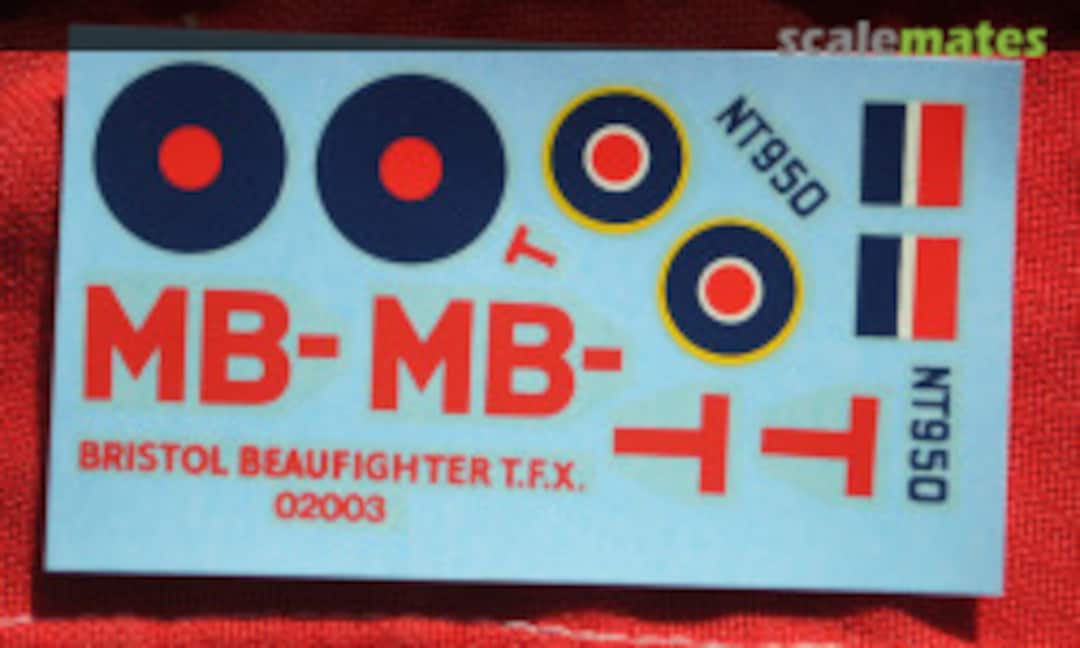 scalemates
NT950
T
MB- MB-
T T
NT950
BRISTOL BEAUFIGHTER T.F.X.
02003